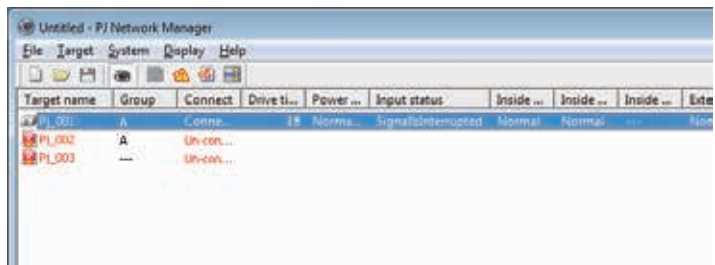 Untitled - PJ Network Manager
File Target System Display Help
Target name Group Connect Drive ti... Power ... Input status Inside ... Inside ... Inside ... Exte
PJ_001 A Conne... 19 Norma... SignalIsInterrupted Normal Normal --- Nor
PJ_002 A Un-con...
PJ_003 --- Un-con...